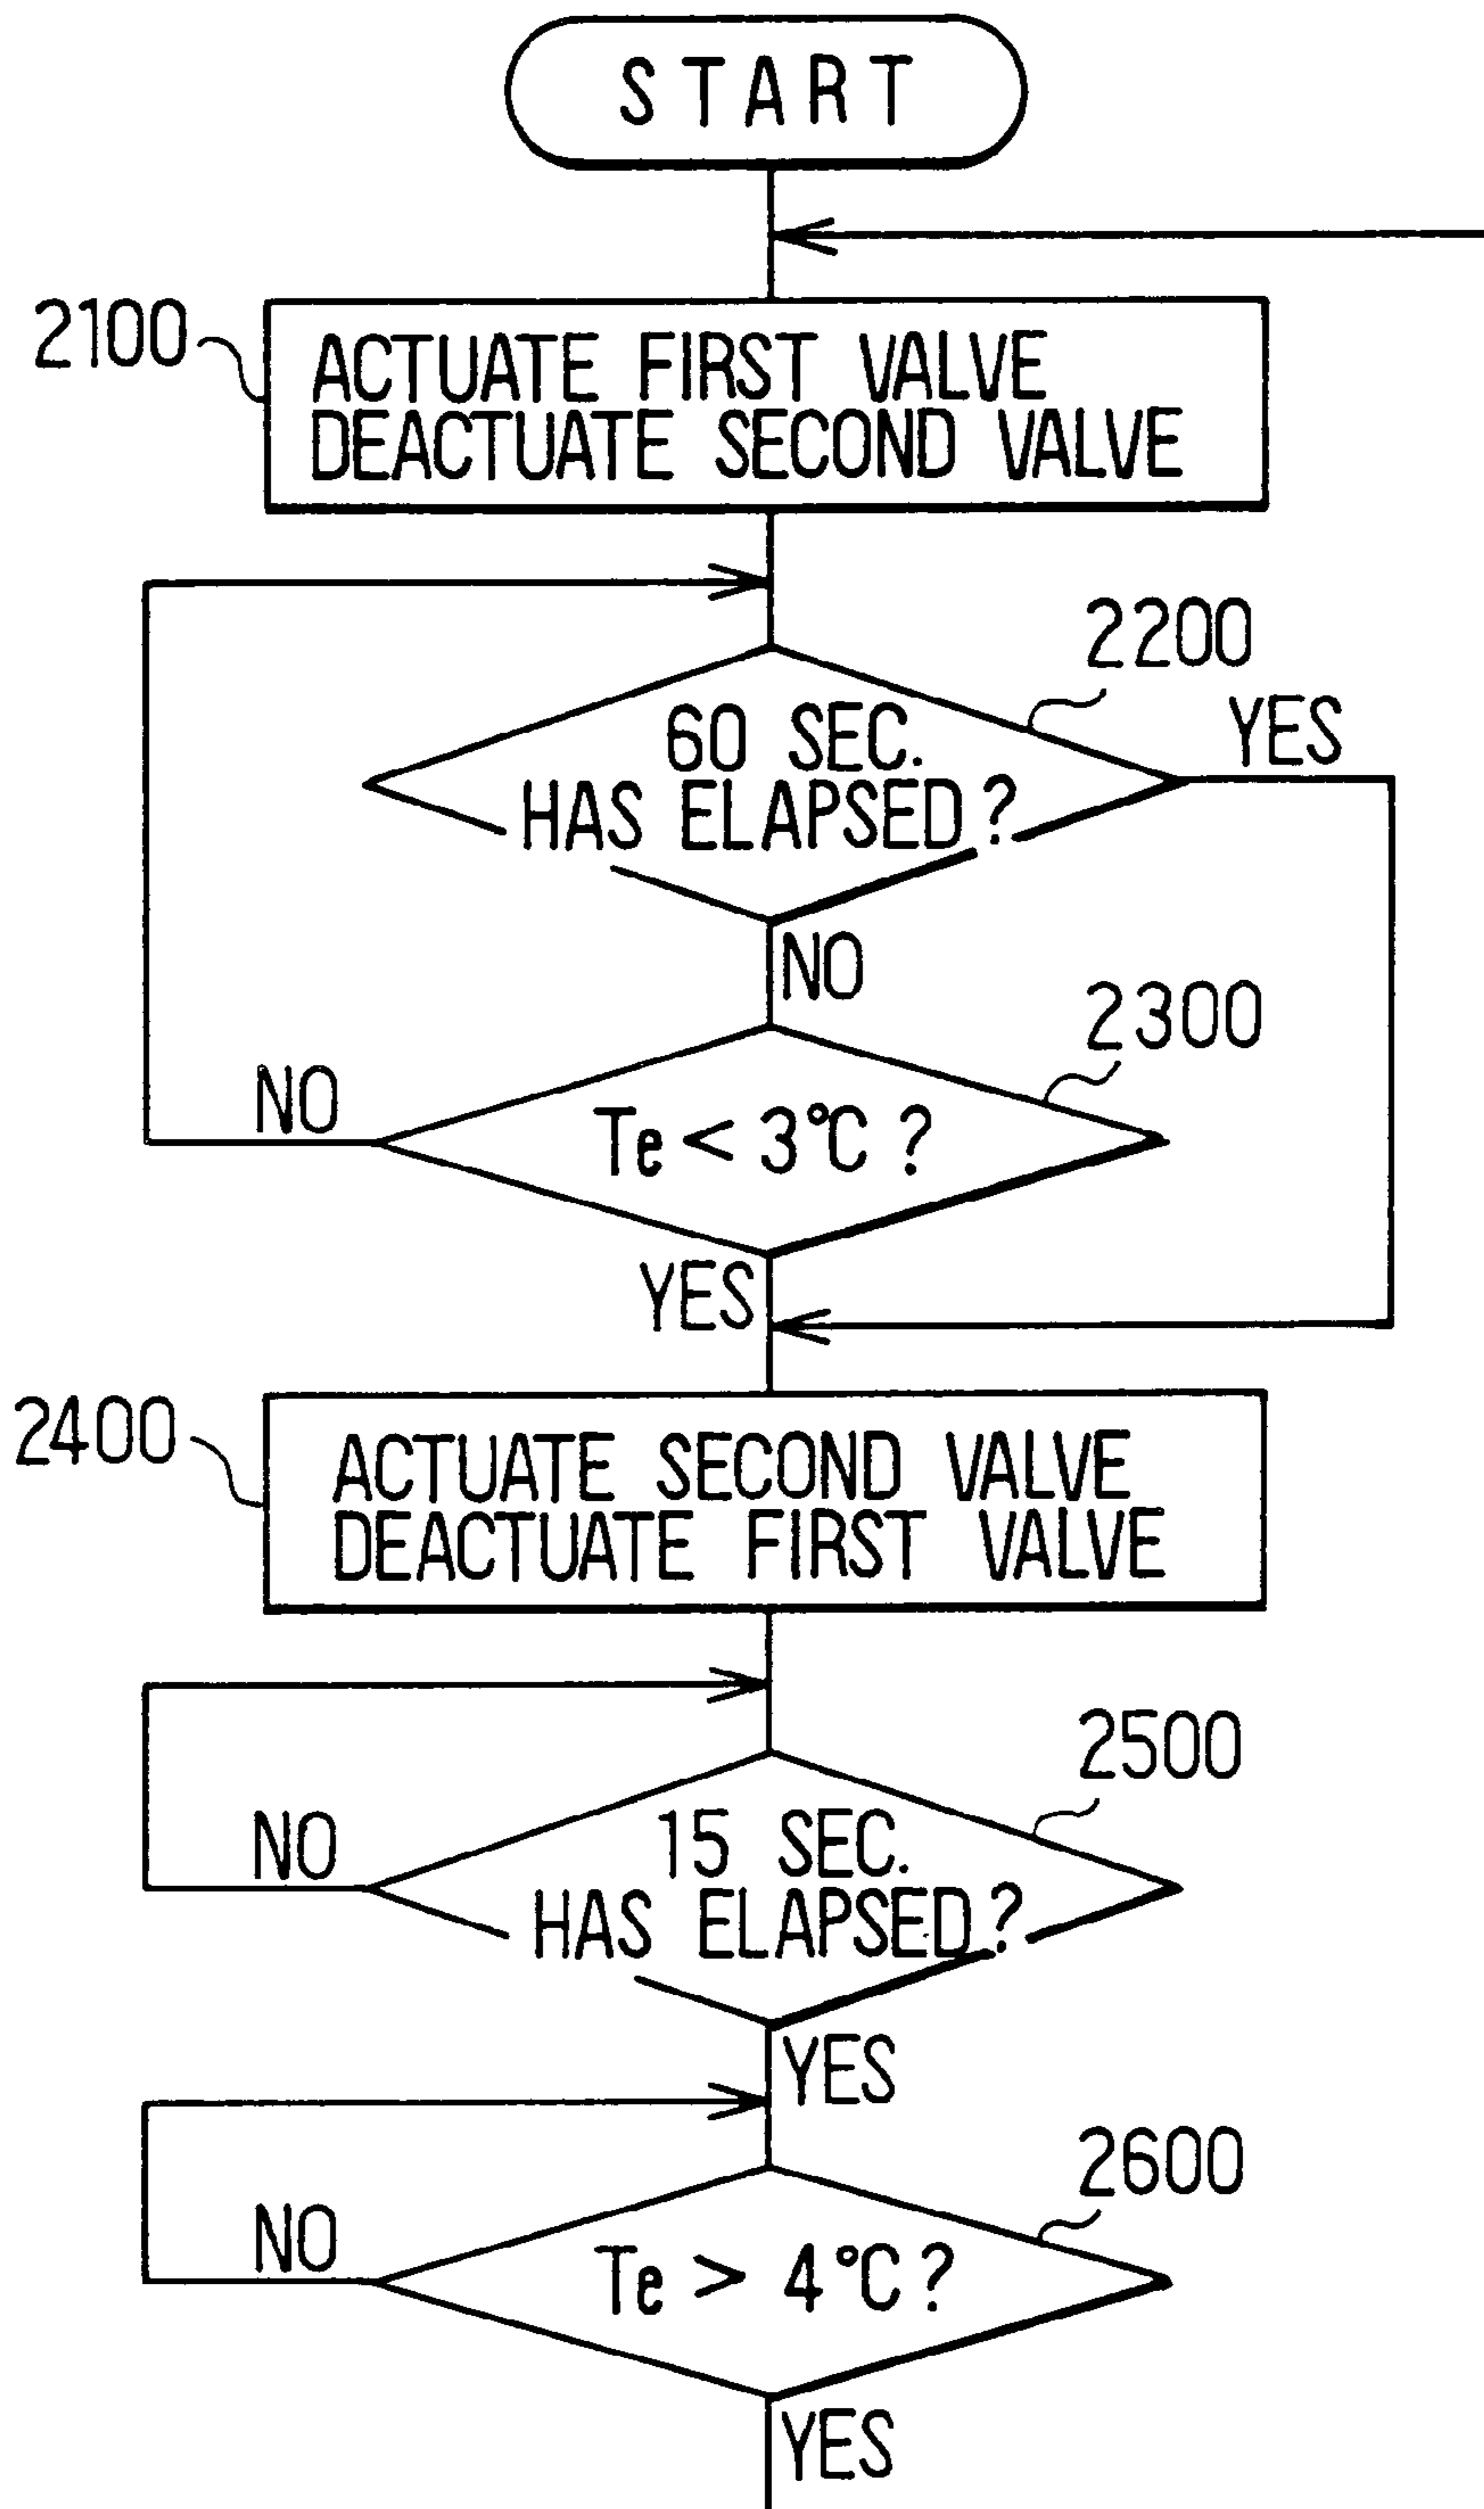 START
2100
ACTUATE FIRST VALVE
DEACTUATE SECOND VALVE
2200
60 SEC.
HAS ELAPSED?
YES
NO
2300
Te < 3°C?
NO
YES
2400
ACTUATE SECOND VALVE
DEACTUATE FIRST VALVE
2500
15 SEC.
HAS ELAPSED?
NO
YES
2600
Te > 4°C?
NO
YES